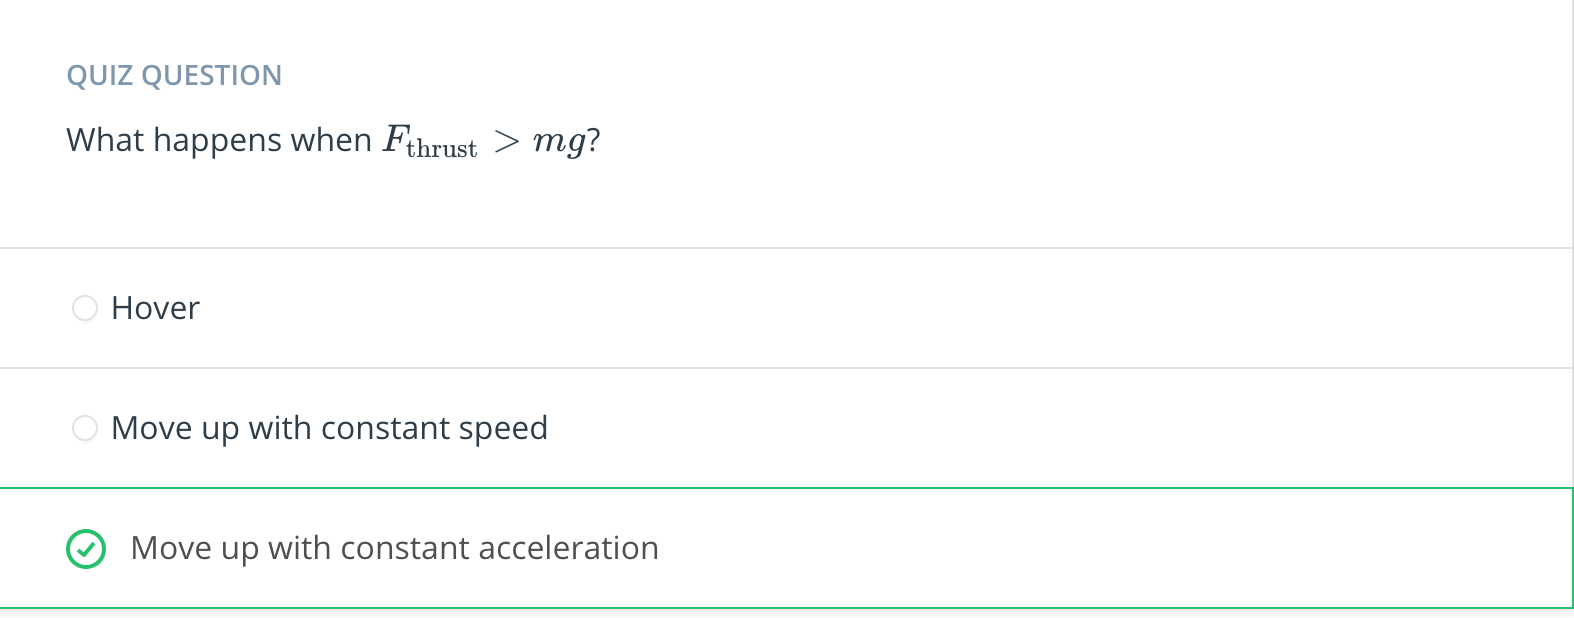 QUIZ QUESTION
What happens when F_thrust > mg?
Hover
Move up with constant speed
Move up with constant acceleration